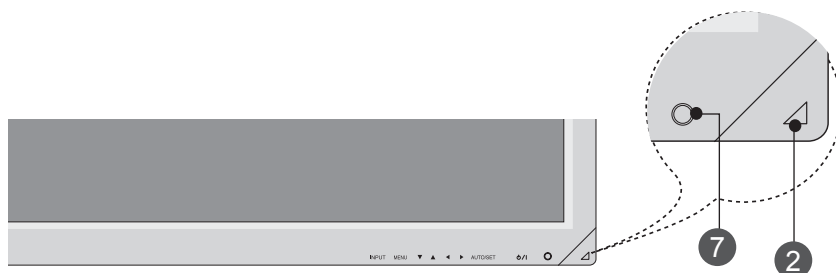 INPUT MENU ▼ ▲ ◄ ► AUTO/SET ⏻/I
7
2